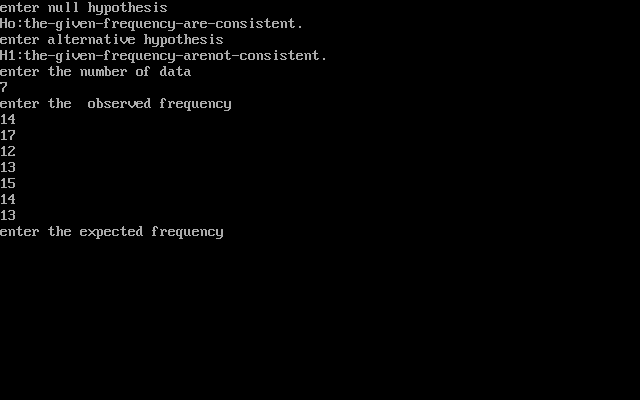 enter null hypothesis
Ho:the-given-frequency-are-consistent.
enter alternative hypothesis
H1:the-given-frequency-arenot-consistent.
enter the number of data
7
enter the  observed frequency
14
17
12
13
15
14
13
enter the expected frequency